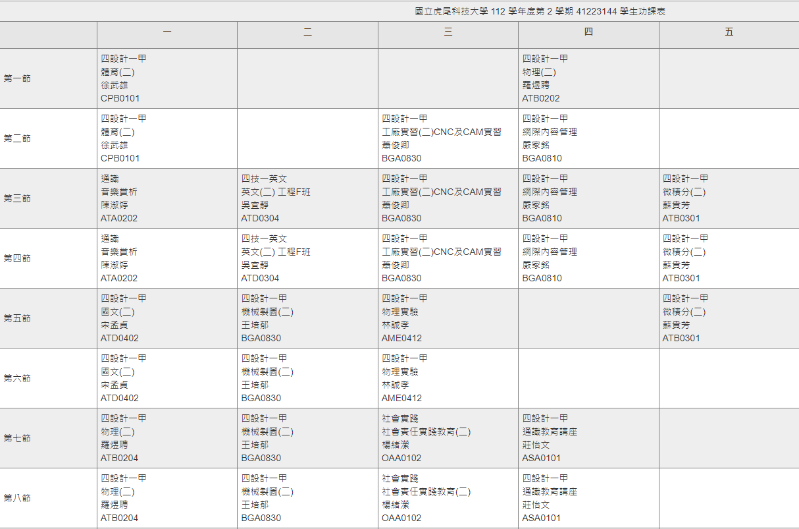 國立虎尾科技大學 112 學年度第 2 學期 41223144 學生功課表
一
二
三
四
五
第一節
四設計一甲
體育(二)
徐武雄
CPB0101
四設計一甲
物理(二)
羅煜聘
ATB0202
第二節
四設計一甲
體育(二)
徐武雄
CPB0101
四設計一甲
工廠實習(二)CNC及CAM實習
蕭俊卿
BGA0830
四設計一甲
網際內容管理
嚴家銘
BGA0810
第三節
通識
音樂賞析
陳淑婷
ATA0202
四技一英文
英文(二) 工程F班
吳宜靜
ATD0304
四設計一甲
工廠實習(二)CNC及CAM實習
蕭俊卿
BGA0830
四設計一甲
網際內容管理
嚴家銘
BGA0810
四設計一甲
微積分(二)
蘇貴芳
ATB0301
第四節
通識
音樂賞析
陳淑婷
ATA0202
四技一英文
英文(二) 工程F班
吳宜靜
ATD0304
四設計一甲
工廠實習(二)CNC及CAM實習
蕭俊卿
BGA0830
四設計一甲
網際內容管理
嚴家銘
BGA0810
四設計一甲
微積分(二)
蘇貴芳
ATB0301
第五節
四設計一甲
國文(二)
宋孟貞
ATD0402
四設計一甲
機械製圖(二)
王培郁
BGA0830
四設計一甲
物理實驗
林誠孝
AME0412
四設計一甲
微積分(二)
蘇貴芳
ATB0301
第六節
四設計一甲
國文(二)
宋孟貞
ATD0402
四設計一甲
機械製圖(二)
王培郁
BGA0830
四設計一甲
物理實驗
林誠孝
AME0412
第七節
四設計一甲
物理(二)
羅煜聘
ATB0204
四設計一甲
機械製圖(二)
王培郁
BGA0830
社會實踐
社會責任實踐教育(二)
楊緒濃
OAA0102
四設計一甲
通識教育講座
莊怡文
ASA0101
第八節
四設計一甲
物理(二)
羅煜聘
ATB0204
四設計一甲
機械製圖(二)
王培郁
BGA0830
社會實踐
社會責任實踐教育(二)
楊緒濃
OAA0102
四設計一甲
通識教育講座
莊怡文
ASA0101